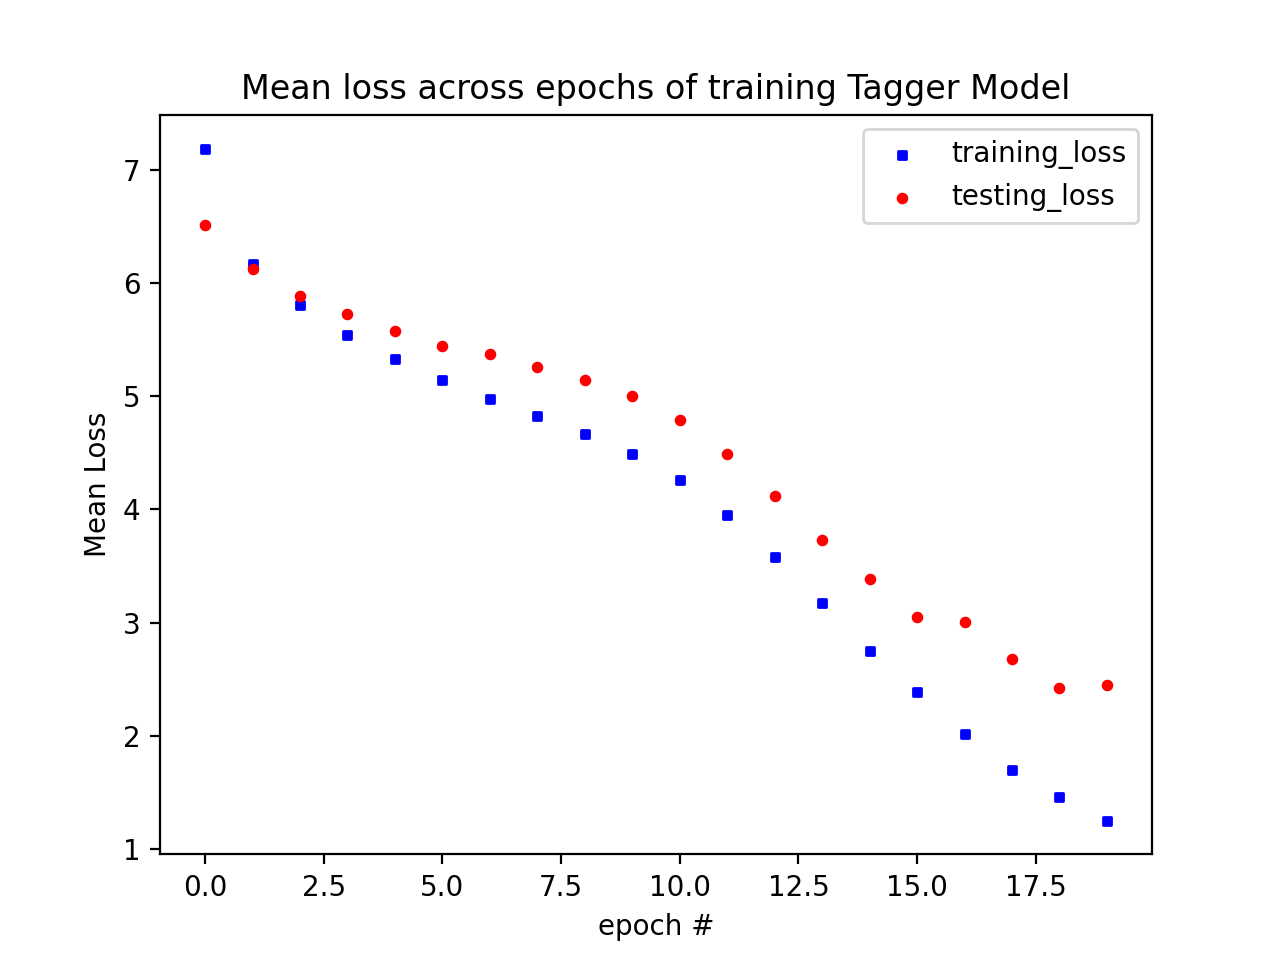 Mean loss across epochs of training Tagger Model
training_loss
testing_loss
7
6
5
4
3
2
1
Mean Loss
0.0 2.5 5.0 7.5 10.0 12.5 15.0 17.5
epoch #